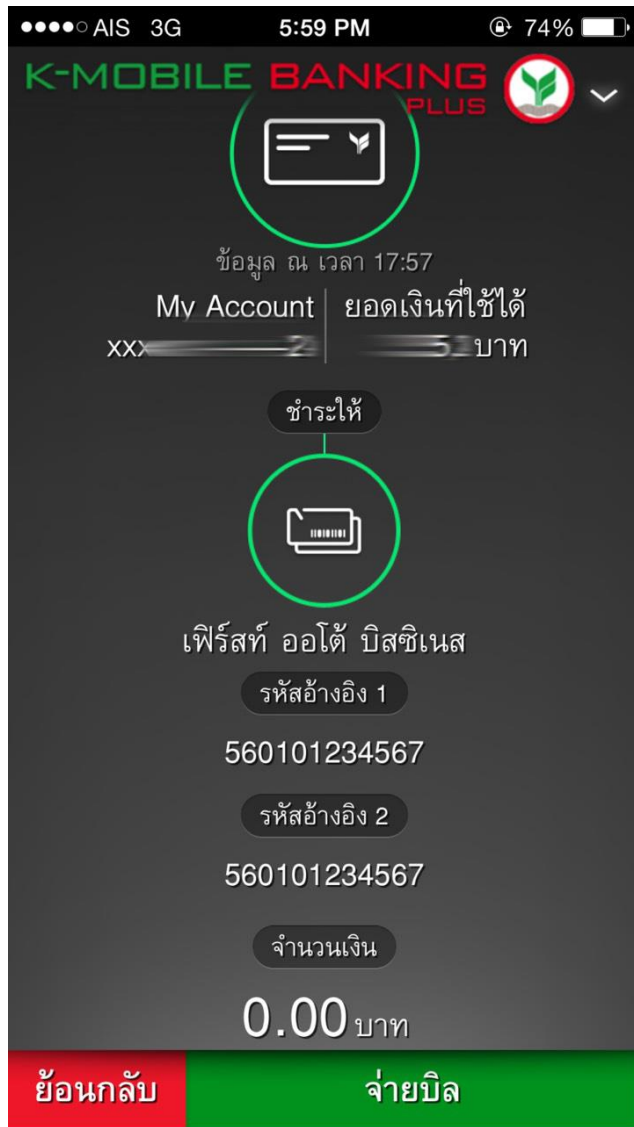 AIS 3G 5:59 PM 74%
K-MOBILE BANKING
PLUS
ข้อมูล ณ เวลา 17:57
My Account ยอดเงินที่ใช้ได้
บาท
ชำระให้
เฟิร์สท์ ออโต้ บิสซิเนส
รหัสอ้างอิง 1
560101234567
รหัสอ้างอิง 2
560101234567
จำนวนเงิน
0.00 บาท
ย้อนกลับ จ่ายบิล